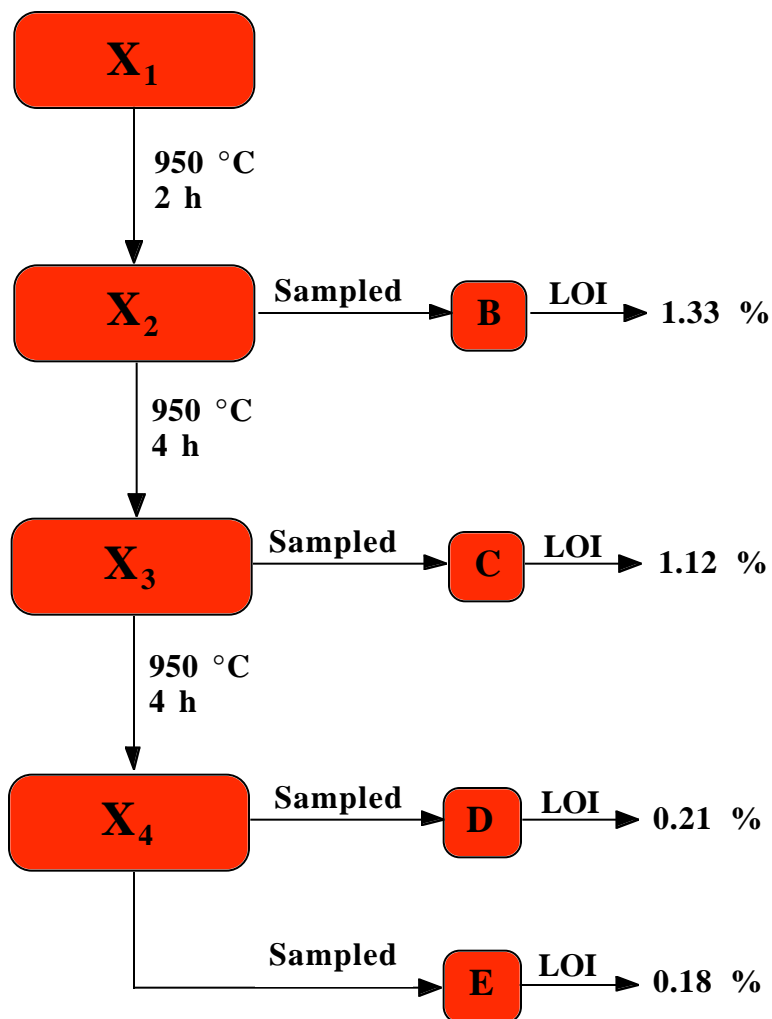 X₁
950 °C
2 h
X₂
Sampled
B
LOI
1.33 %
950 °C
4 h
X₃
Sampled
C
LOI
1.12 %
950 °C
4 h
X₄
Sampled
D
LOI
0.21 %
Sampled
E
LOI
0.18 %